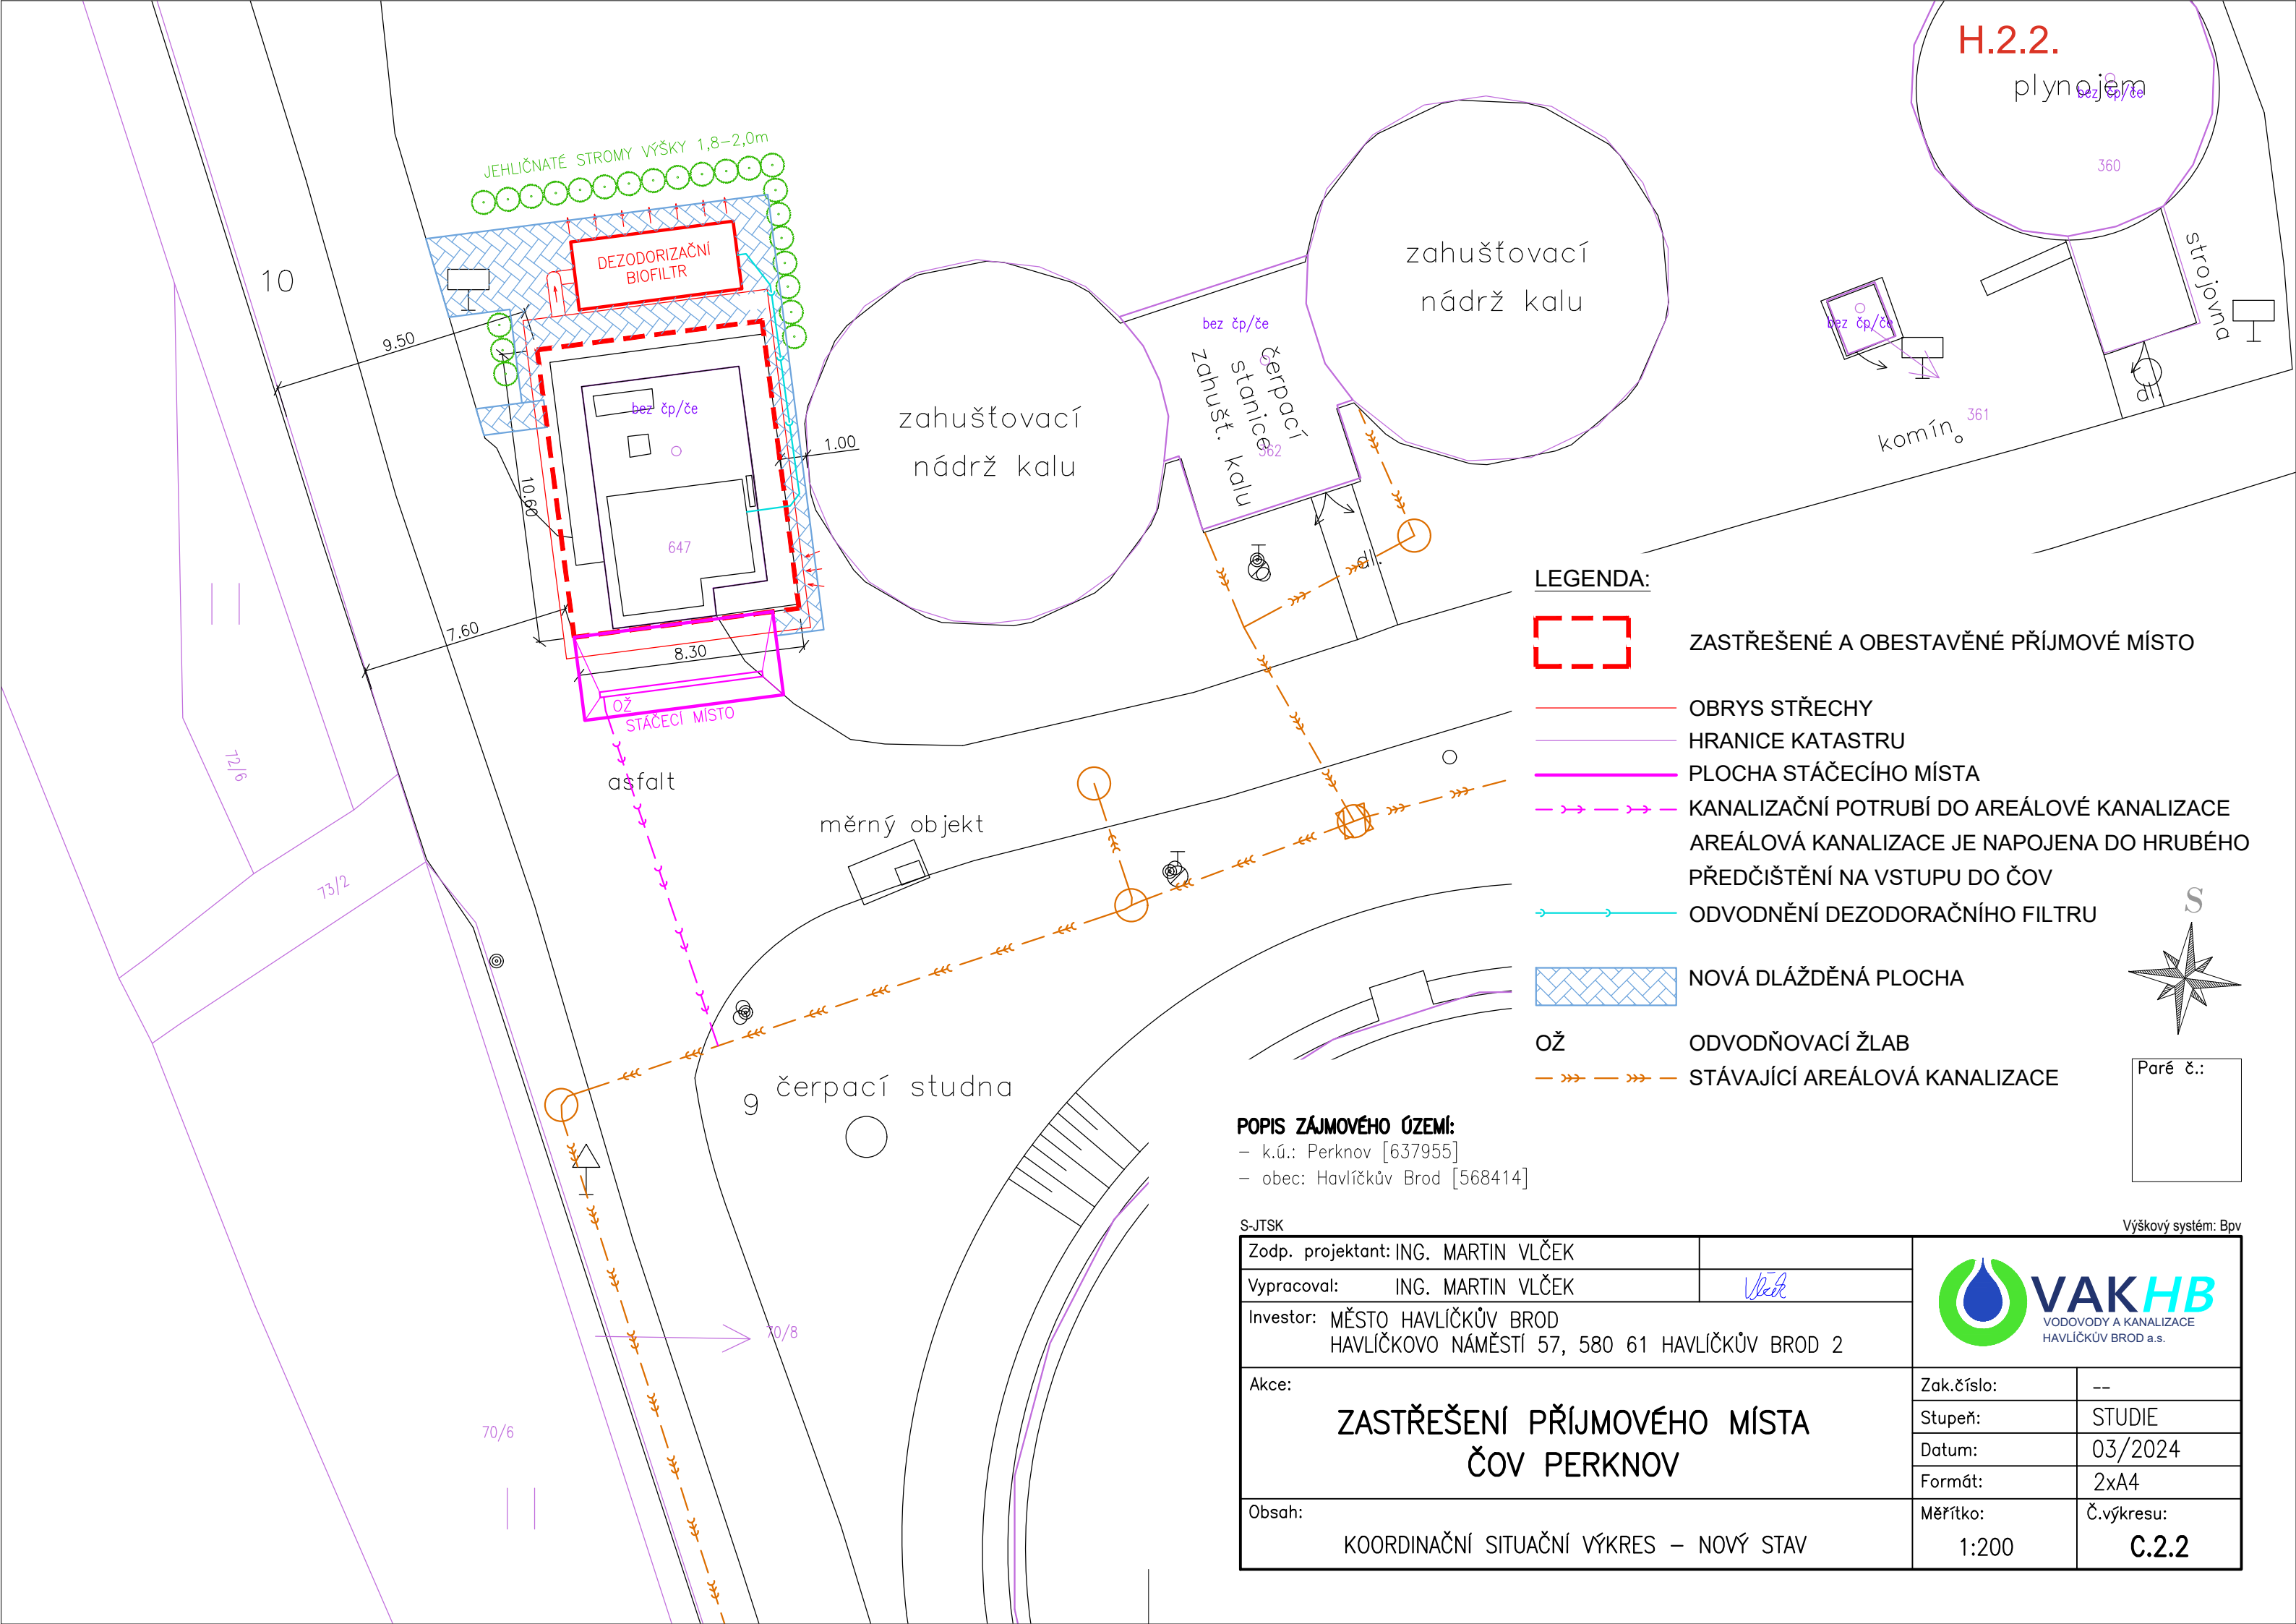 H.2.2.
plynojem
bez čp/če
360
strojovna
JEHLIČNATÉ STROMY VÝŠKY 1,8–2,0m
DEZODORIZAČNÍ
BIOFILTR
10
9.50
bez čp/če
10.60
1.00
647
7.60
8.30
OŽ
STÁČECÍ MÍSTO
zahušťovací
nádrž kalu
bez čp/če
čerpací
stanice
zahušť. kalu
362
zahušťovací
nádrž kalu
bez čp/če
361
komín
dl.
dl.
asfalt
měrný objekt
72/6
73/2
9
čerpací studna
70/8
70/6
LEGENDA:
ZASTŘEŠENÉ A OBESTAVĚNÉ PŘÍJMOVÉ MÍSTO
OBRYS STŘECHY
HRANICE KATASTRU
PLOCHA STÁČECÍHO MÍSTA
KANALIZAČNÍ POTRUBÍ DO AREÁLOVÉ KANALIZACE
AREÁLOVÁ KANALIZACE JE NAPOJENA DO HRUBÉHO
PŘEDČIŠTĚNÍ NA VSTUPU DO ČOV
ODVODNĚNÍ DEZODORAČNÍHO FILTRU
NOVÁ DLÁŽDĚNÁ PLOCHA
OŽ ODVODŇOVACÍ ŽLAB
STÁVAJÍCÍ AREÁLOVÁ KANALIZACE
S
Paré č.:
POPIS ZÁJMOVÉHO ÚZEMÍ:
– k.ú.: Perknov [637955]
– obec: Havlíčkův Brod [568414]
S-JTSK
Výškový systém: Bpv
Zodp. projektant: ING. MARTIN VLČEK
Vypracoval: ING. MARTIN VLČEK
Vlček
Investor: MĚSTO HAVLÍČKŮV BROD
HAVLÍČKOVO NÁMĚSTÍ 57, 580 61 HAVLÍČKŮV BROD 2
VAK HB
VODOVODY A KANALIZACE
HAVLÍČKŮV BROD a.s.
Akce:
ZASTŘEŠENÍ PŘÍJMOVÉHO MÍSTA
ČOV PERKNOV
Zak.číslo: --
Stupeň: STUDIE
Datum: 03/2024
Formát: 2xA4
Obsah:
KOORDINAČNÍ SITUAČNÍ VÝKRES – NOVÝ STAV
Měřítko:
1:200
Č.výkresu:
C.2.2